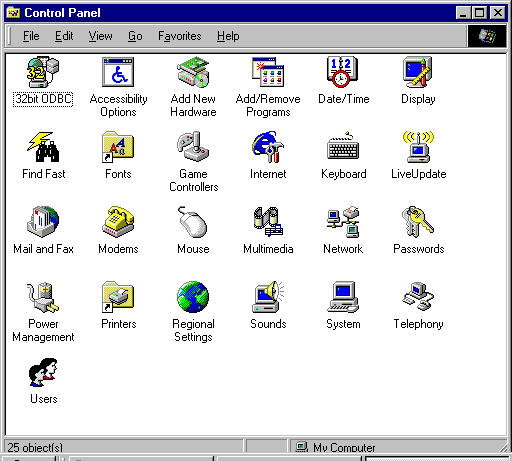 Control Panel
File Edit View Go Favorites Help
32bit ODBC
Accessibility
Options
Add New
Hardware
Add/Remove
Programs
Date/Time
Display
Find Fast
Fonts
Game
Controllers
Internet
Keyboard
LiveUpdate
Mail and Fax
Modems
Mouse
Multimedia
Network
Passwords
Power
Management
Printers
Regional
Settings
Sounds
System
Telephony
Users
25 object(s)
My Computer